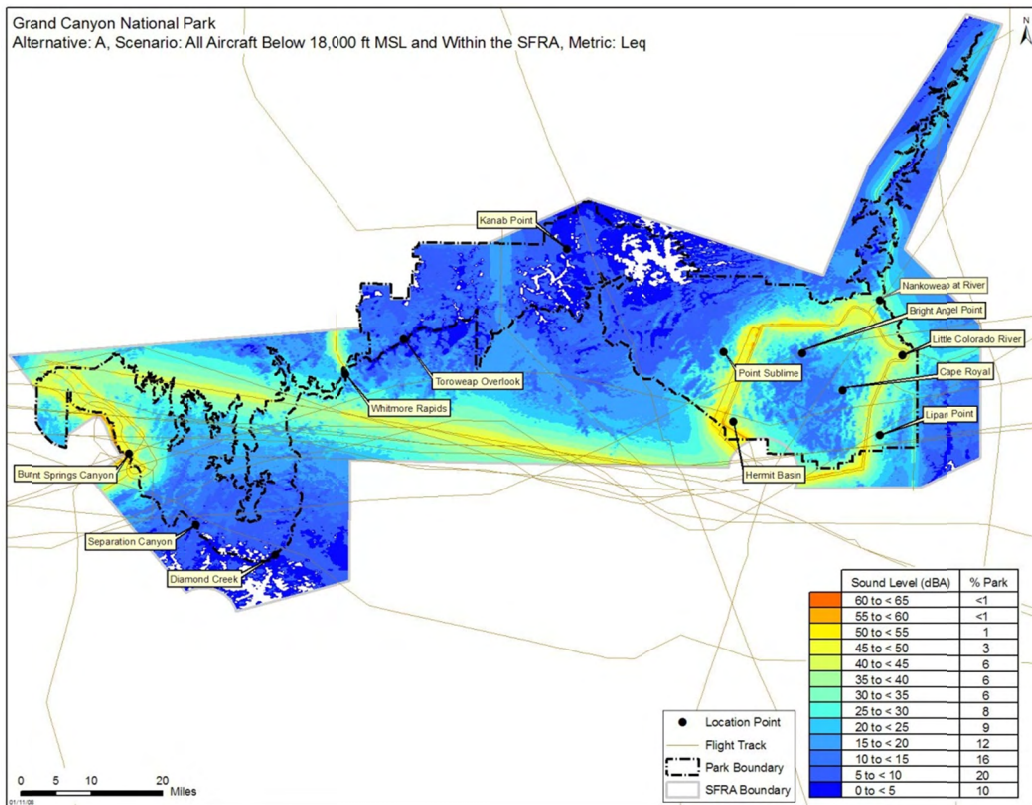 Grand Canyon National Park
Alternative: A, Scenario: All Aircraft Below 18,000 ft MSL and Within the SFRA, Metric: Leq
N
Kanab Point
Nankoweap at River
Bright Angel Point
Little Colorado River
Cape Royal
Lipan Point
Point Sublime
Hermit Basin
Toroweap Overlook
Whitmore Rapids
Burnt Springs Canyon
Separation Canyon
Diamond Creek
Sound Level (dBA) % Park
60 to < 65 <1
55 to < 60 <1
50 to < 55 1
45 to < 50 3
40 to < 45 6
35 to < 40 6
30 to < 35 6
25 to < 30 8
20 to < 25 9
15 to < 20 12
10 to < 15 16
5 to < 10 20
0 to < 5 10
Location Point
Flight Track
Park Boundary
SFRA Boundary
0 5 10 20
Miles